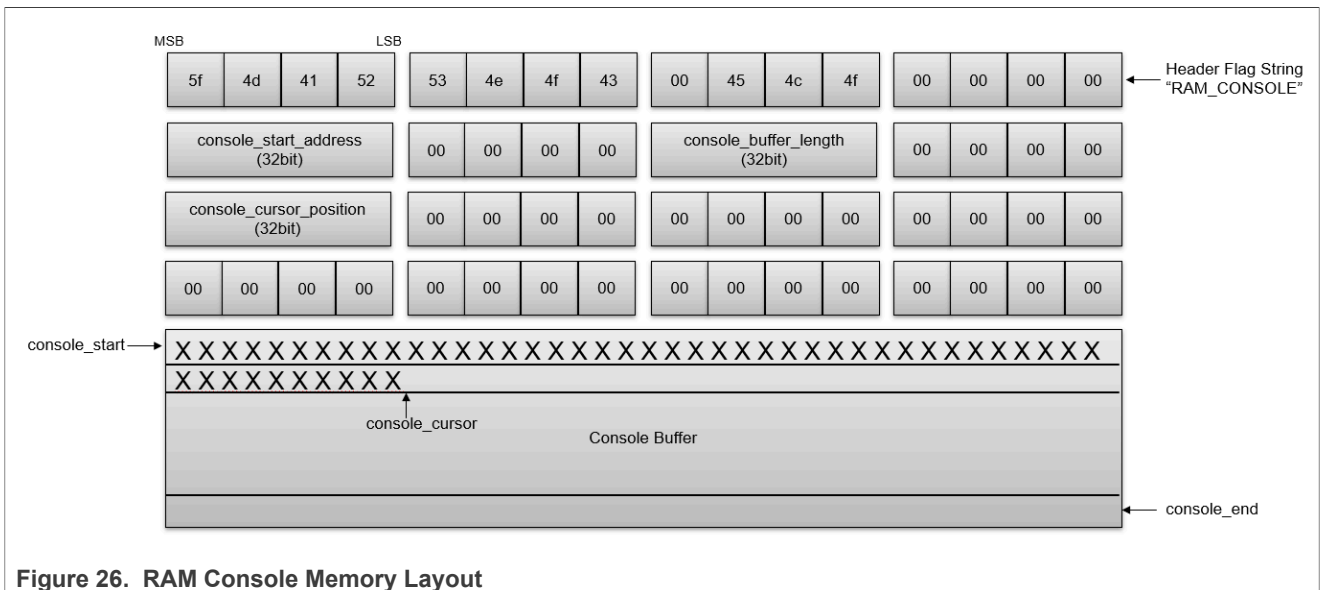 MSB LSB
5f 4d 41 52 53 4e 4f 43 00 45 4c 4f 00 00 00 00
Header Flag String
“RAM_CONSOLE”
console_start_address
(32bit)
00 00 00 00
console_buffer_length
(32bit)
00 00 00 00
console_cursor_position
(32bit)
00 00 00 00 00 00 00 00 00 00 00 00
00 00 00 00 00 00 00 00 00 00 00 00 00 00 00 00
console_start
X X X X X X X X X X X X X X X X X X X X X X X X X X X X X X X X X X X X X X X X
X X X X X X X X X X
console_cursor
Console Buffer
console_end
Figure 26. RAM Console Memory Layout